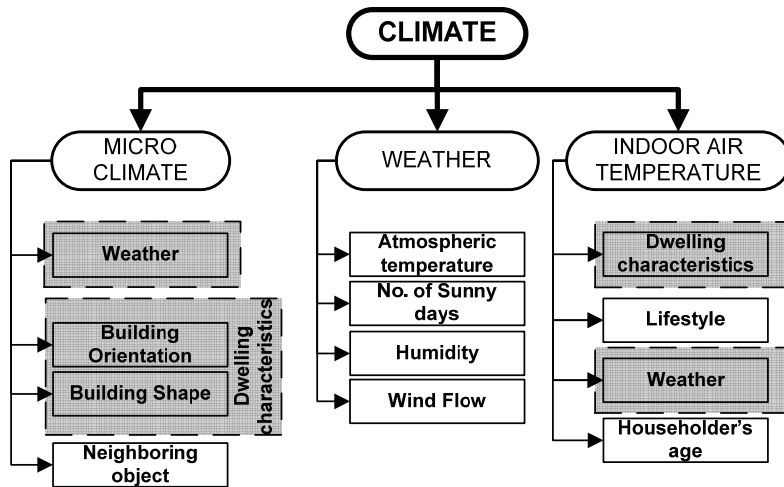 CLIMATE
MICRO
CLIMATE
Weather
Building
Orientation
Building Shape
Dwelling
characteristics
Neighboring
object
WEATHER
Atmospheric
temperature
No. of Sunny
days
Humidity
Wind Flow
INDOOR AIR
TEMPERATURE
Dwelling
characteristics
Lifestyle
Weather
Householder's
age